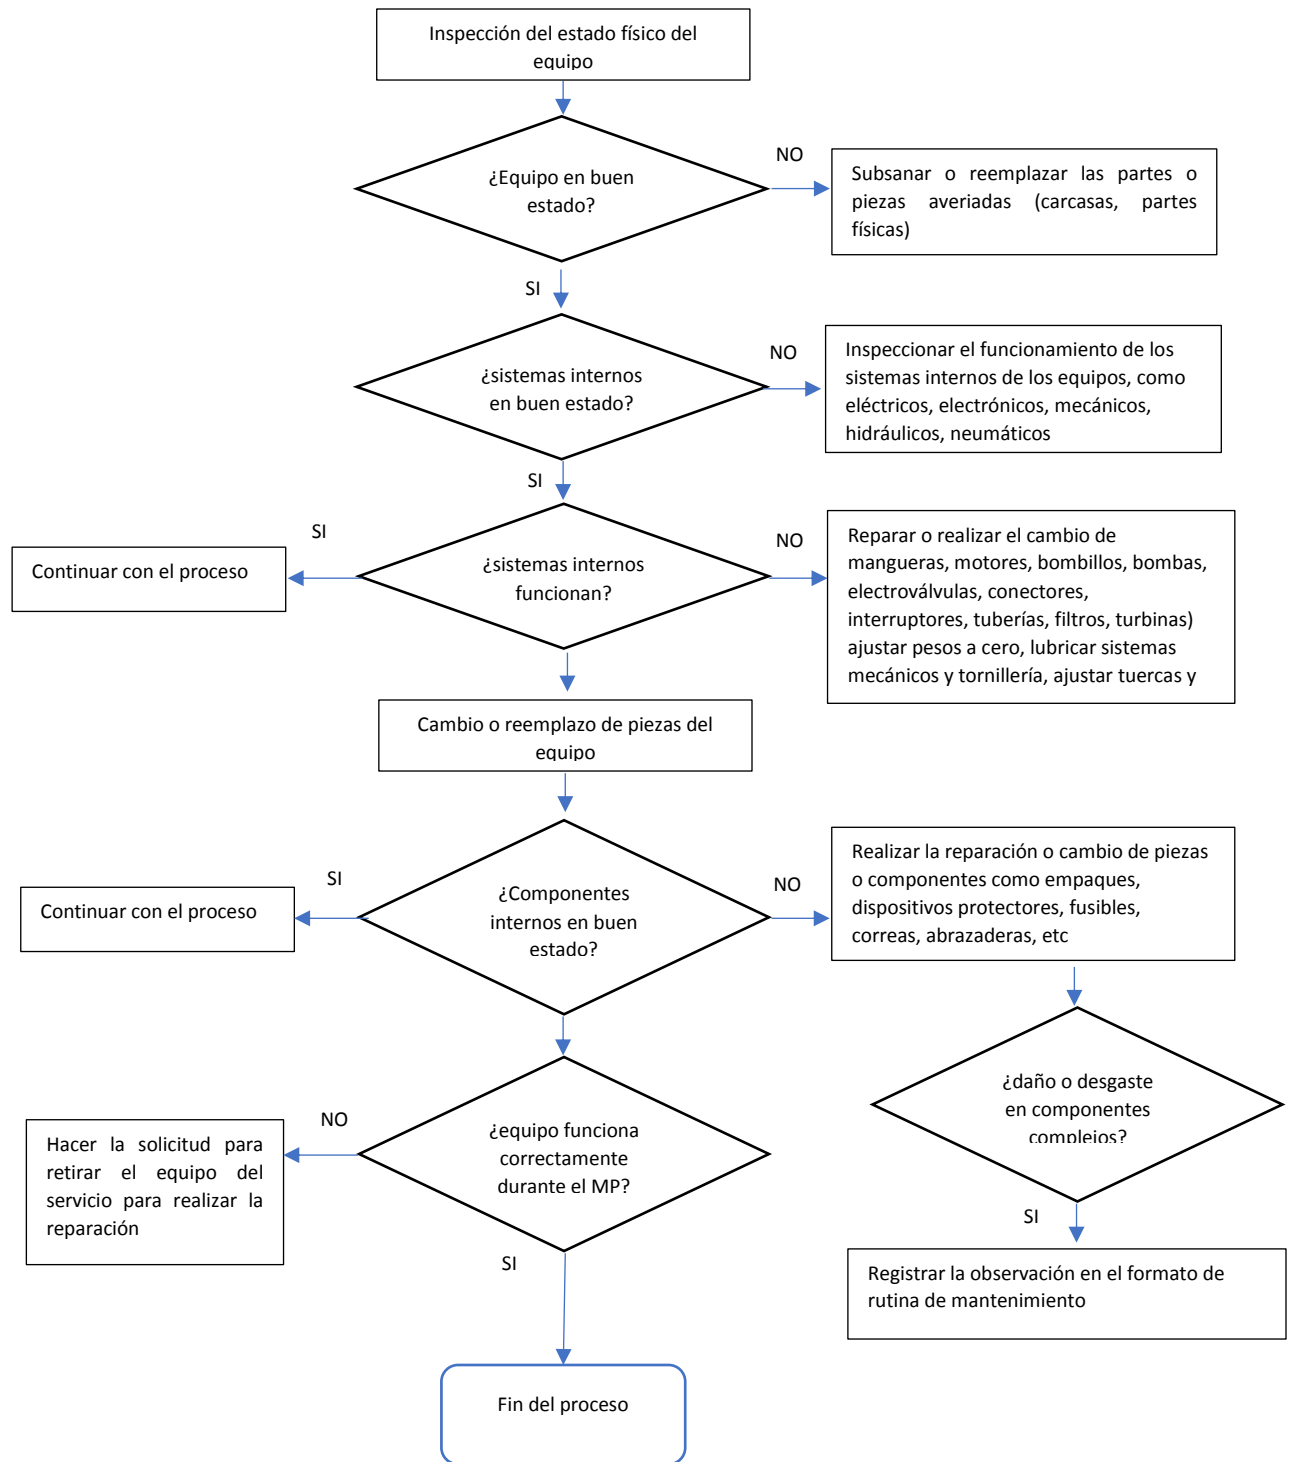 Inspección del estado físico del
equipo
¿Equipo en buen
estado?
NO
Subsanar o reemplazar las partes o
piezas averiadas (carcasas, partes
físicas)
SI
¿sistemas internos
en buen estado?
NO
Inspeccionar el funcionamiento de los
sistemas internos de los equipos, como
eléctricos, electrónicos, mecánicos,
hidráulicos, neumáticos
SI
SI
Continuar con el proceso
¿sistemas internos
funcionan?
NO
Reparar o realizar el cambio de
mangueras, motores, bombillos, bombas,
electroválvulas, conectores,
interruptores, tuberías, filtros, turbinas)
ajustar pesos a cero, lubricar sistemas
mecánicos y tornillería, ajustar tuercas y
Cambio o reemplazo de piezas del
equipo
SI
Continuar con el proceso
¿Componentes
internos en buen
estado?
NO
Realizar la reparación o cambio de piezas
o componentes como empaques,
dispositivos protectores, fusibles,
correas, abrazaderas, etc
¿daño o desgaste
en componentes
complejos?
NO
Hacer la solicitud para
retirar el equipo del
servicio para realizar la
reparación
¿equipo funciona
correctamente
durante el MP?
SI
SI
Registrar la observación en el formato de
rutina de mantenimiento
Fin del proceso